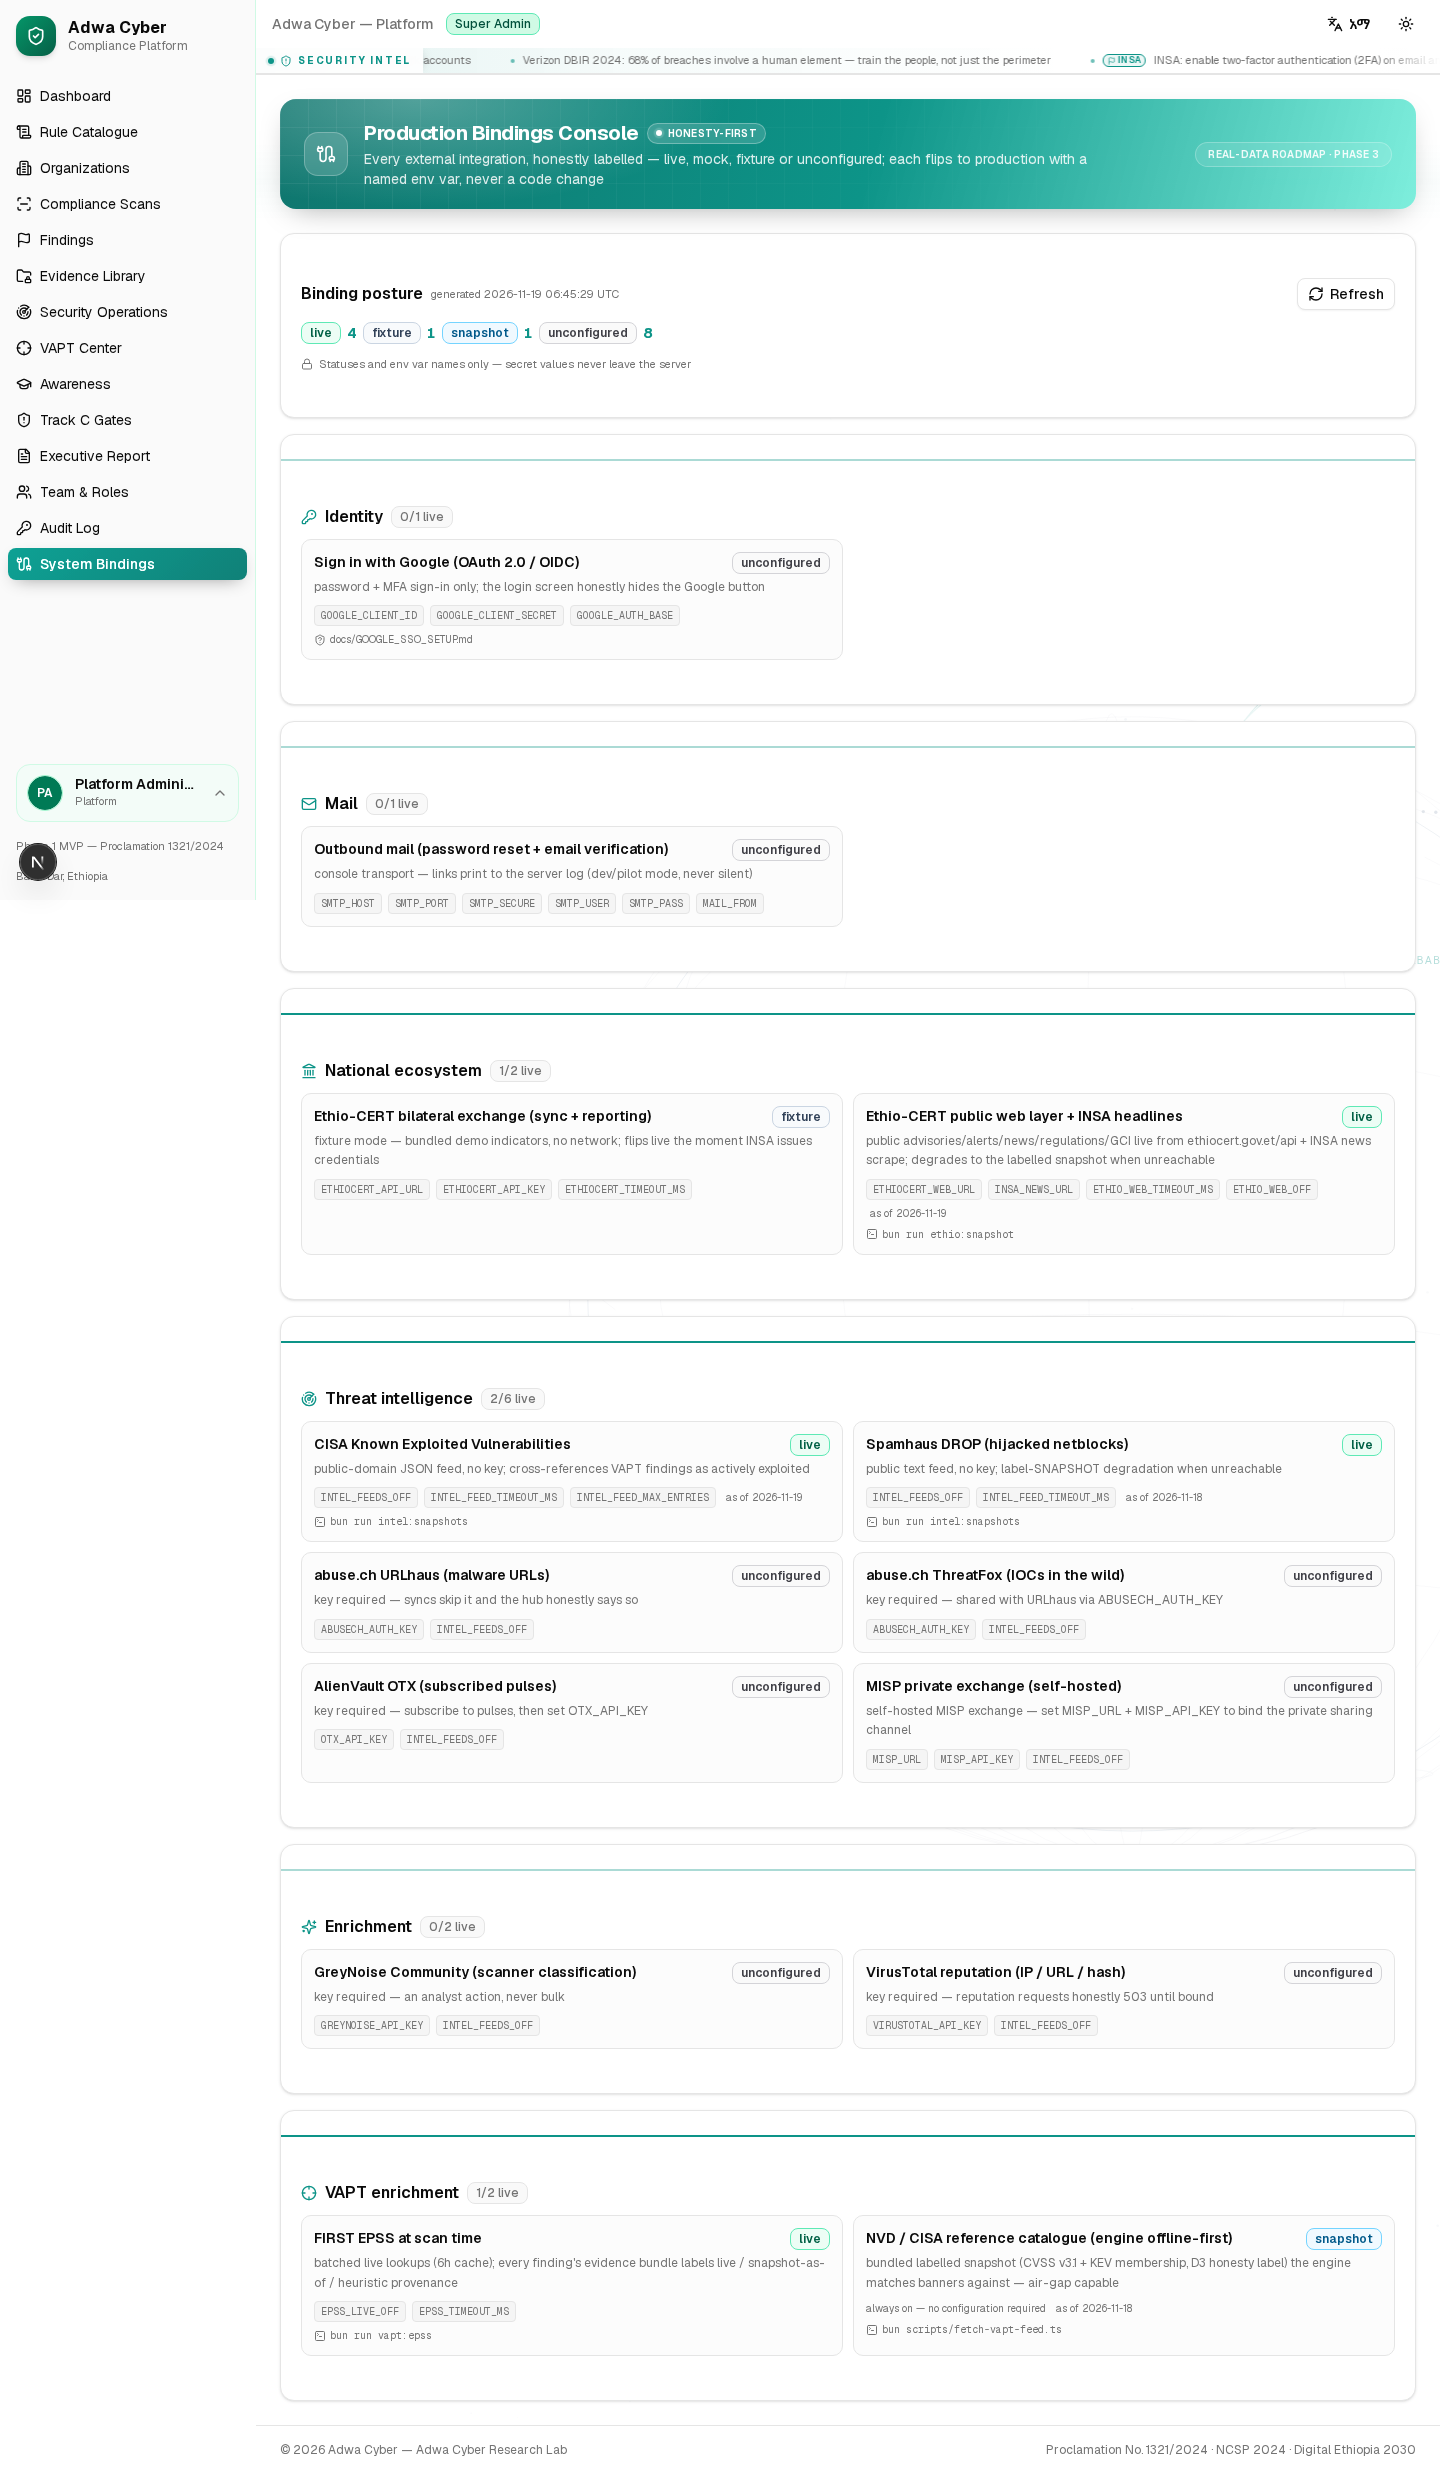 Adwa Cyber
Compliance Platform
Dashboard
Rule Catalogue
Organizations
Compliance Scans
Findings
Evidence Library
Security Operations
VAPT Center
Awareness
Track C Gates
Executive Report
Team & Roles
Audit Log
System Bindings
PA
Platform Admini...
Platform
1 MVP — Proclamation 1321/2024
N
Dar, Ethiopia
Adwa Cyber — Platform
Super Admin
አማ
SECURITY INTEL
accounts
Verizon DBIR 2024: 68% of breaches involve a human element — train the people, not just the perimeter
INSA
INSA: enable two-factor authentication (2FA) on email
Production Bindings Console
HONESTY-FIRST
Every external integration, honestly labelled — live, mock, fixture or unconfigured; each flips to production with a
named env var, never a code change
REAL-DATA ROADMAP · PHASE 3
Binding posture
generated 2026-11-19 06:45:29 UTC
Refresh
live 4 fixture 1 snapshot 1 unconfigured 8
Statuses and env var names only — secret values never leave the server
Identity 0/1 live
Sign in with Google (OAuth 2.0 / OIDC)
unconfigured
password + MFA sign-in only; the login screen honestly hides the Google button
GOOGLE_CLIENT_ID GOOGLE_CLIENT_SECRET GOOGLE_AUTH_BASE
docs/GOOGLE_SSO_SETUP.md
Mail 0/1 live
Outbound mail (password reset + email verification)
unconfigured
console transport — links print to the server log (dev/pilot mode, never silent)
SMTP_HOST SMTP_PORT SMTP_SECURE SMTP_USER SMTP_PASS MAIL_FROM
BAB
National ecosystem 1/2 live
Ethio-CERT bilateral exchange (sync + reporting)
fixture
fixture mode — bundled demo indicators, no network; flips live the moment INSA issues
credentials
ETHIOCERT_API_URL ETHIOCERT_API_KEY ETHIOCERT_TIMEOUT_MS
Ethio-CERT public web layer + INSA headlines
live
public advisories/alerts/news/regulations/GCI live from ethiocert.gov.et/api + INSA news
scrape; degrades to the labelled snapshot when unreachable
ETHIOCERT_WEB_URL INSA_NEWS_URL ETHIO_WEB_TIMEOUT_MS ETHIO_WEB_OFF
as of 2026-11-19
bun run ethio:snapshot
Threat intelligence 2/6 live
CISA Known Exploited Vulnerabilities
live
public-domain JSON feed, no key; cross-references VAPT findings as actively exploited
INTEL_FEEDS_OFF INTEL_FEED_TIMEOUT_MS INTEL_FEED_MAX_ENTRIES as of 2026-11-19
bun run intel:snapshots
Spamhaus DROP (hijacked netblocks)
live
public text feed, no key; label-SNAPSHOT degradation when unreachable
INTEL_FEEDS_OFF INTEL_FEED_TIMEOUT_MS as of 2026-11-18
bun run intel:snapshots
abuse.ch URLhaus (malware URLs)
unconfigured
key required — syncs skip it and the hub honestly says so
ABUSECH_AUTH_KEY INTEL_FEEDS_OFF
abuse.ch ThreatFox (IOCs in the wild)
unconfigured
key required — shared with URLhaus via ABUSECH_AUTH_KEY
ABUSECH_AUTH_KEY INTEL_FEEDS_OFF
AlienVault OTX (subscribed pulses)
unconfigured
key required — subscribe to pulses, then set OTX_API_KEY
OTX_API_KEY INTEL_FEEDS_OFF
MISP private exchange (self-hosted)
unconfigured
self-hosted MISP exchange — set MISP_URL + MISP_API_KEY to bind the private sharing
channel
MISP_URL MISP_API_KEY INTEL_FEEDS_OFF
Enrichment 0/2 live
GreyNoise Community (scanner classification)
unconfigured
key required — an analyst action, never bulk
GREYNOISE_API_KEY INTEL_FEEDS_OFF
VirusTotal reputation (IP / URL / hash)
unconfigured
key required — reputation requests honestly 503 until bound
VIRUSTOTAL_API_KEY INTEL_FEEDS_OFF
VAPT enrichment 1/2 live
FIRST EPSS at scan time
live
batched live lookups (6h cache); every finding's evidence bundle labels live / snapshot-as-
of / heuristic provenance
EPSS_LIVE_OFF EPSS_TIMEOUT_MS
bun run vapt:epss
NVD / CISA reference catalogue (engine offline-first)
snapshot
bundled labelled snapshot (CVSS v3.1 + KEV membership, D3 honesty label) the engine
matches banners against — air-gap capable
always on — no configuration required as of 2026-11-18
bun scripts/fetch-vapt-feed.ts
© 2026 Adwa Cyber — Adwa Cyber Research Lab
Proclamation No. 1321/2024 · NCSP 2024 · Digital Ethiopia 2030